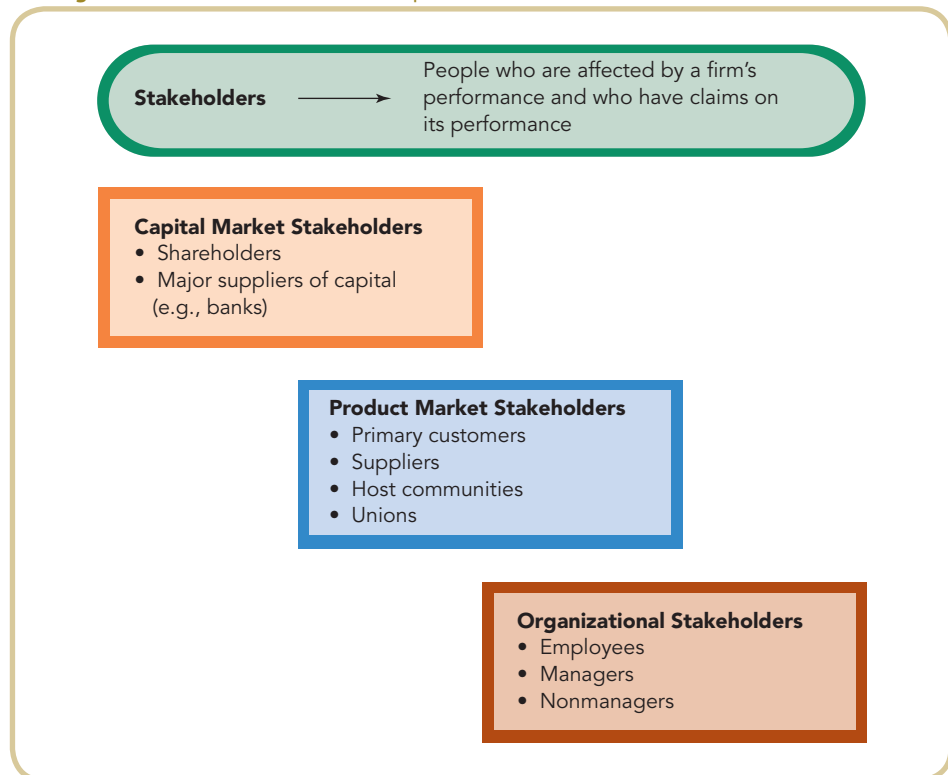 Stakeholders
People who are affected by a firm's
performance and who have claims on
its performance
Capital Market Stakeholders
• Shareholders
• Major suppliers of capital
(e.g., banks)
Product Market Stakeholders
• Primary customers
• Suppliers
• Host communities
• Unions
Organizational Stakeholders
• Employees
• Managers
• Nonmanagers